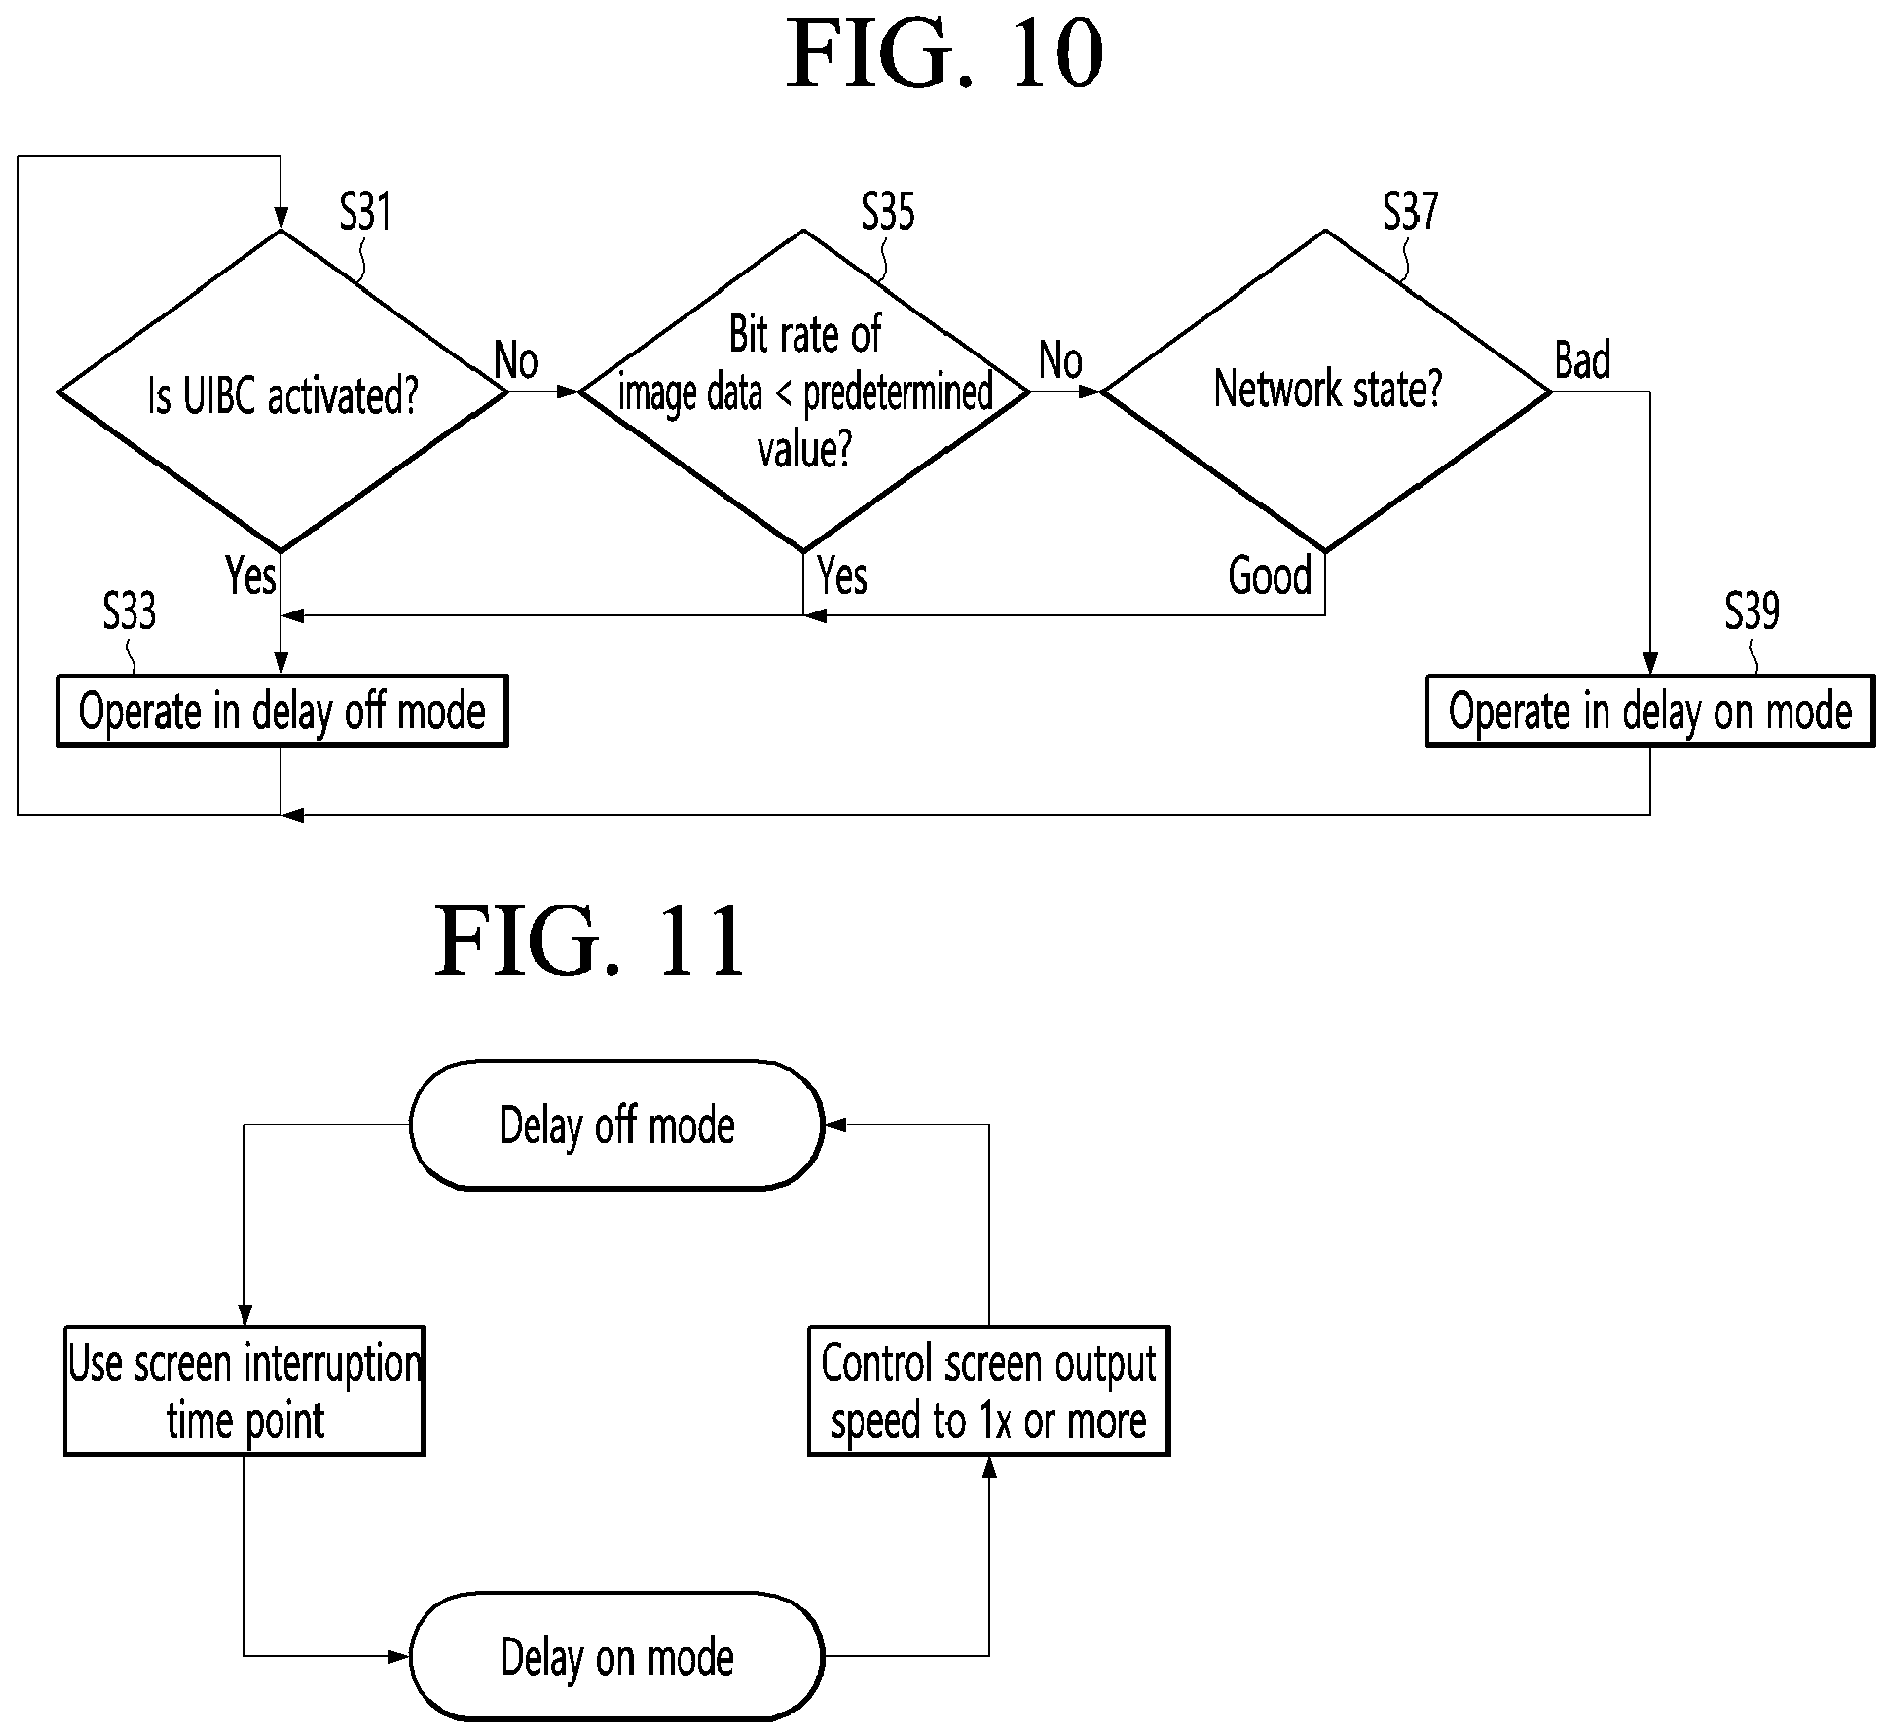 FIG. 10
S31
S35
S37
Is UIBC activated?
No
Bit rate of
image data < predetermined
value?
No
Network state?
Bad
Yes
Yes
Good
S33
S39
Operate in delay off mode
Operate in delay on mode
FIG. 11
Delay off mode
Use screen interruption
time point
Control screen output
speed to 1x or more
Delay on mode